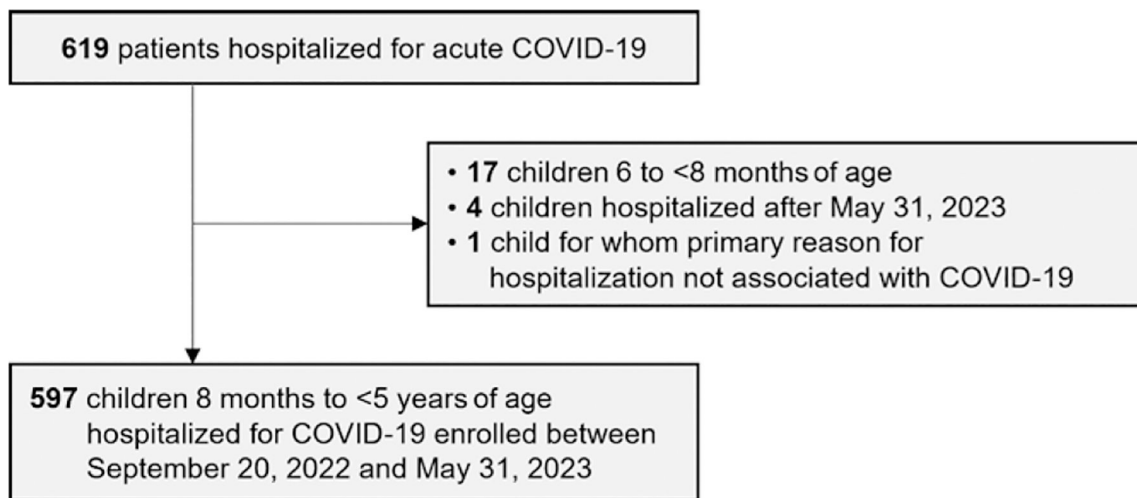 619 patients hospitalized for acute COVID-19
• 17 children 6 to <8 months of age
• 4 children hospitalized after May 31, 2023
• 1 child for whom primary reason for
hospitalization not associated with COVID-19
597 children 8 months to <5 years of age
hospitalized for COVID-19 enrolled between
September 20, 2022 and May 31, 2023